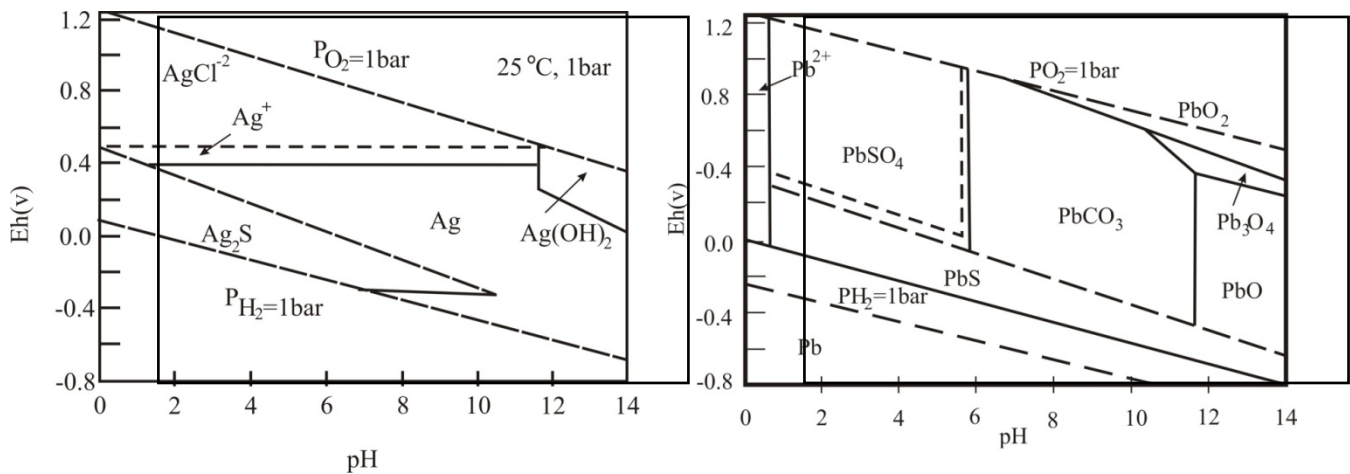 1.2
0.8
0.4
0.0
-0.4
-0.8
Eh(v)
0 2 4 6 8 10 12 14
pH
P O2=1bar
25 °C, 1bar
AgCl-2
Ag+
Ag
Ag(OH)2
Ag2S
P H2=1bar
1.2
0.8
-0.4
0.0
-0.4
-0.8
Eh(v)
0 2 4 6 8 10 12 14
pH
Pb2+
PO2=1bar
PbO2
PbSO4
PbCO3
Pb3O4
PbS
PbO
PH2=1bar
Pb